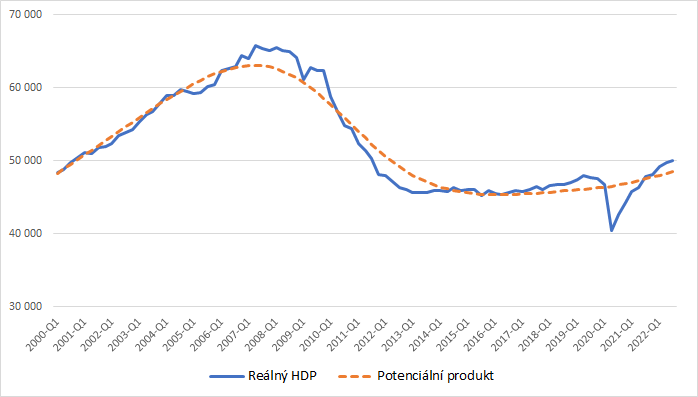 70 000
60 000
50 000
40 000
30 000
2000-Q1
2001-Q1
2002-Q1
2003-Q1
2004-Q1
2005-Q1
2006-Q1
2007-Q1
2008-Q1
2009-Q1
2010-Q1
2011-Q1
2012-Q1
2013-Q1
2014-Q1
2015-Q1
2016-Q1
2017-Q1
2018-Q1
2019-Q1
2020-Q1
2021-Q1
2022-Q1
Reálný HDP Potenciální produkt